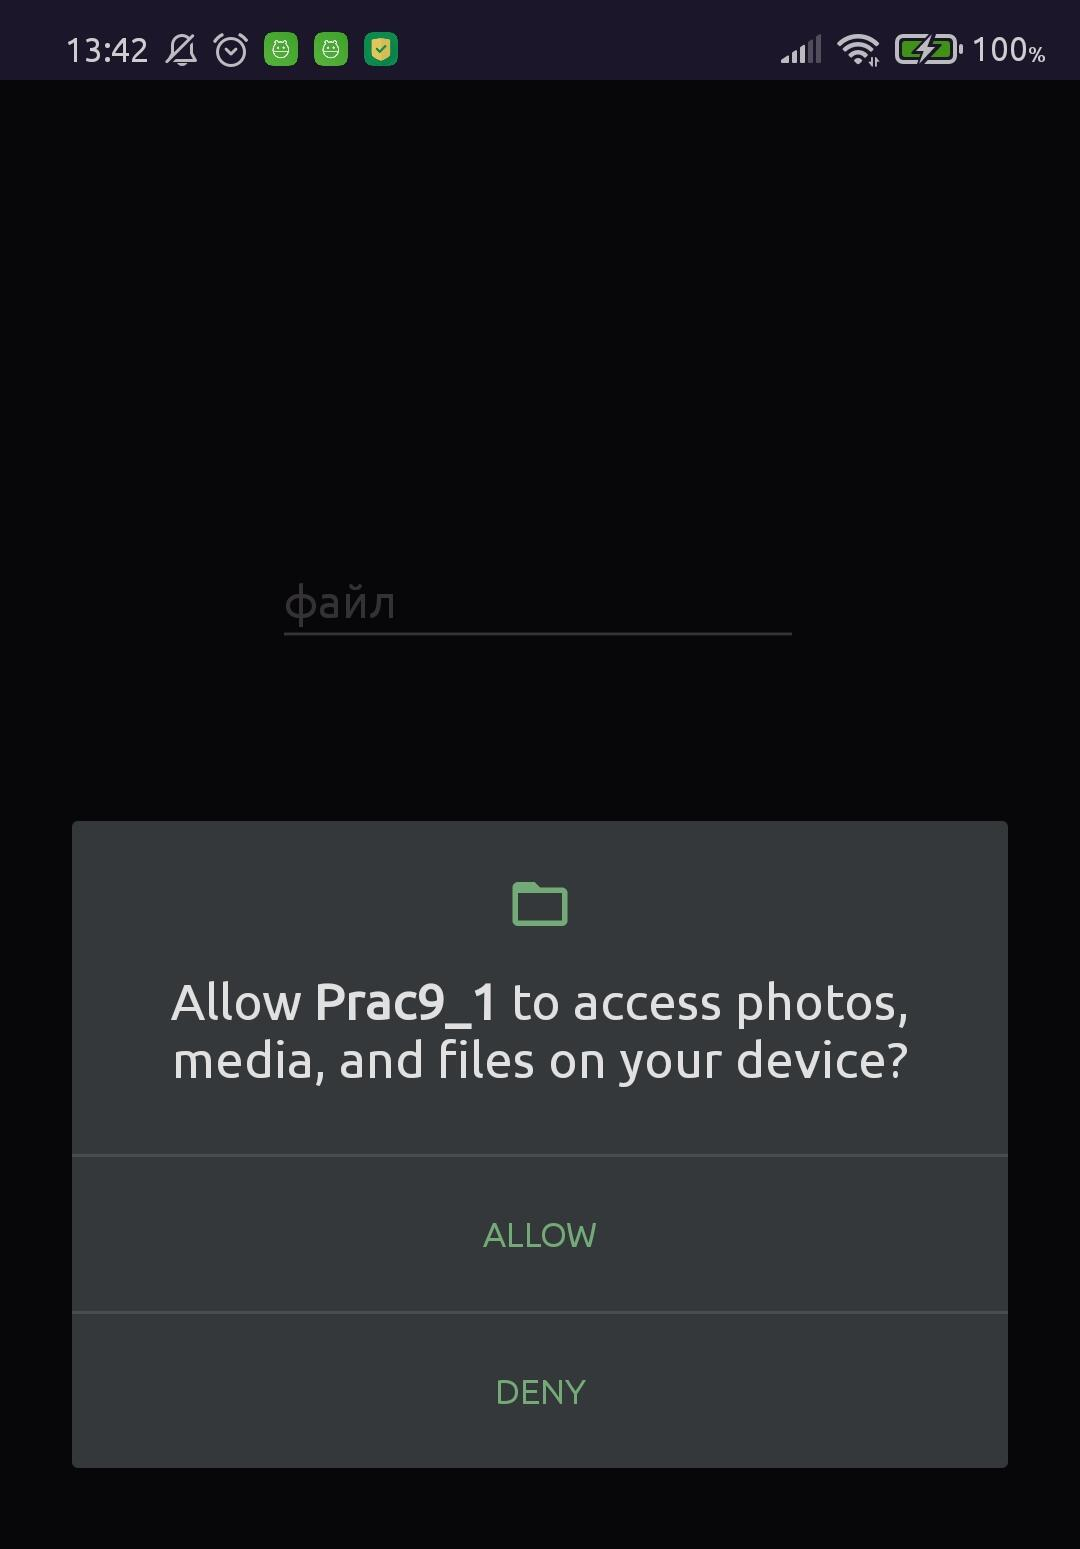 13:42 100%
файл
Allow Prac9_1 to access photos,
media, and files on your device?
ALLOW
DENY